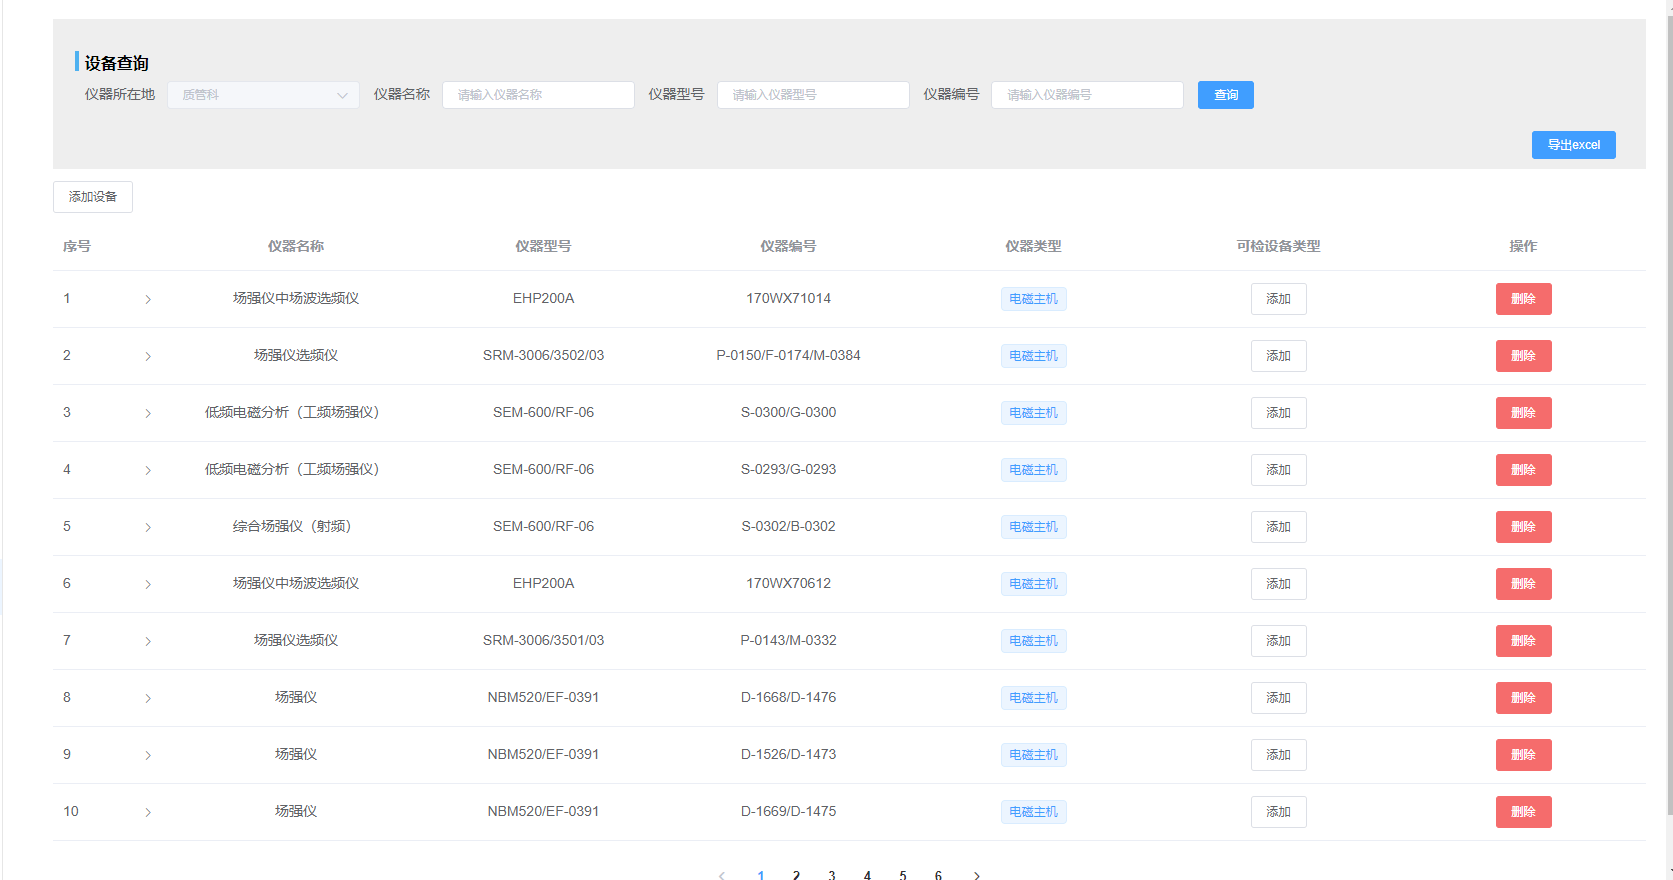 设备查询
仪器所在地 质管科 仪器名称 请输入仪器名称 仪器型号 请输入仪器型号 仪器编号 请输入仪器编号 查询
导出excel
添加设备
序号 仪器名称 仪器型号 仪器编号 仪器类型 可检设备类型 操作
1 场强仪中场波选频仪 EHP200A 170WX71014 电磁主机 添加 删除
2 场强仪选频仪 SRM-3006/3502/03 P-0150/F-0174/M-0384 电磁主机 添加 删除
3 低频电磁分析（工频场强仪） SEM-600/RF-06 S-0300/G-0300 电磁主机 添加 删除
4 低频电磁分析（工频场强仪） SEM-600/RF-06 S-0293/G-0293 电磁主机 添加 删除
5 综合场强仪（射频） SEM-600/RF-06 S-0302/B-0302 电磁主机 添加 删除
6 场强仪中场波选频仪 EHP200A 170WX70612 电磁主机 添加 删除
7 场强仪选频仪 SRM-3006/3501/03 P-0143/M-0332 电磁主机 添加 删除
8 场强仪 NBM520/EF-0391 D-1668/D-1476 电磁主机 添加 删除
9 场强仪 NBM520/EF-0391 D-1526/D-1473 电磁主机 添加 删除
10 场强仪 NBM520/EF-0391 D-1669/D-1475 电磁主机 添加 删除
1 2 3 4 5 6